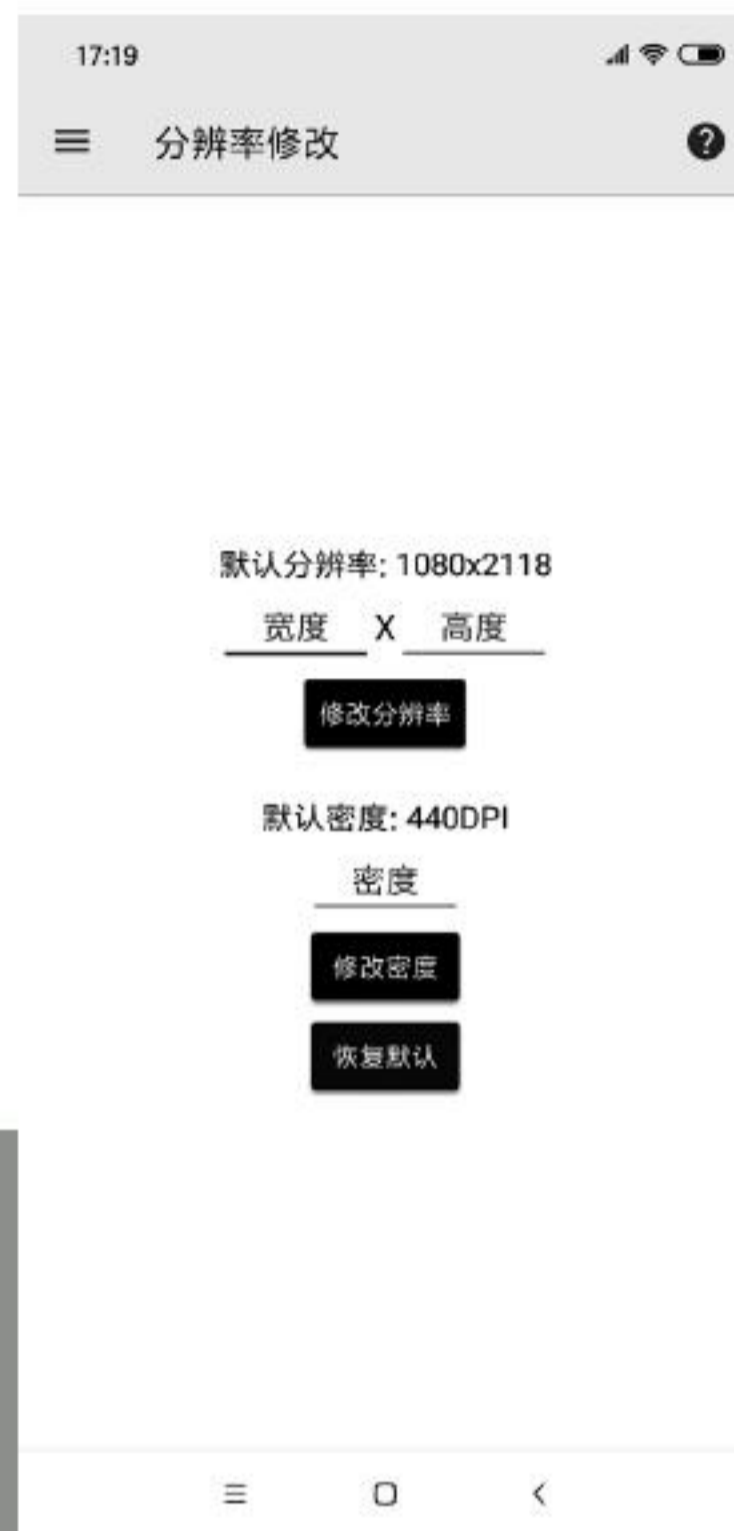 17:19
分辨率修改
默认分辨率: 1080x2118
宽度 X 高度
修改分辨率
默认密度: 440DPI
密度
修改密度
恢复默认